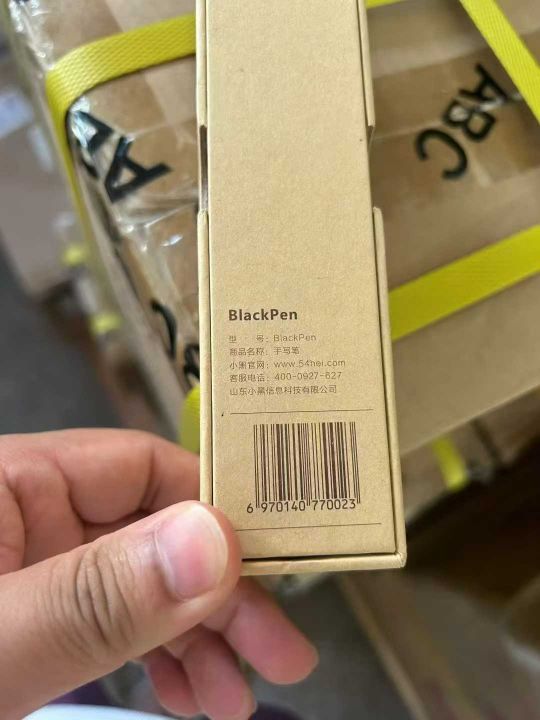 ABC
BlackPen
型 号: BlackPen
商品名称: 手写笔
小黑官网: www.54hei.com
客服电话: 400-0927-627
山东小黑信息科技有限公司
6 970140 770023